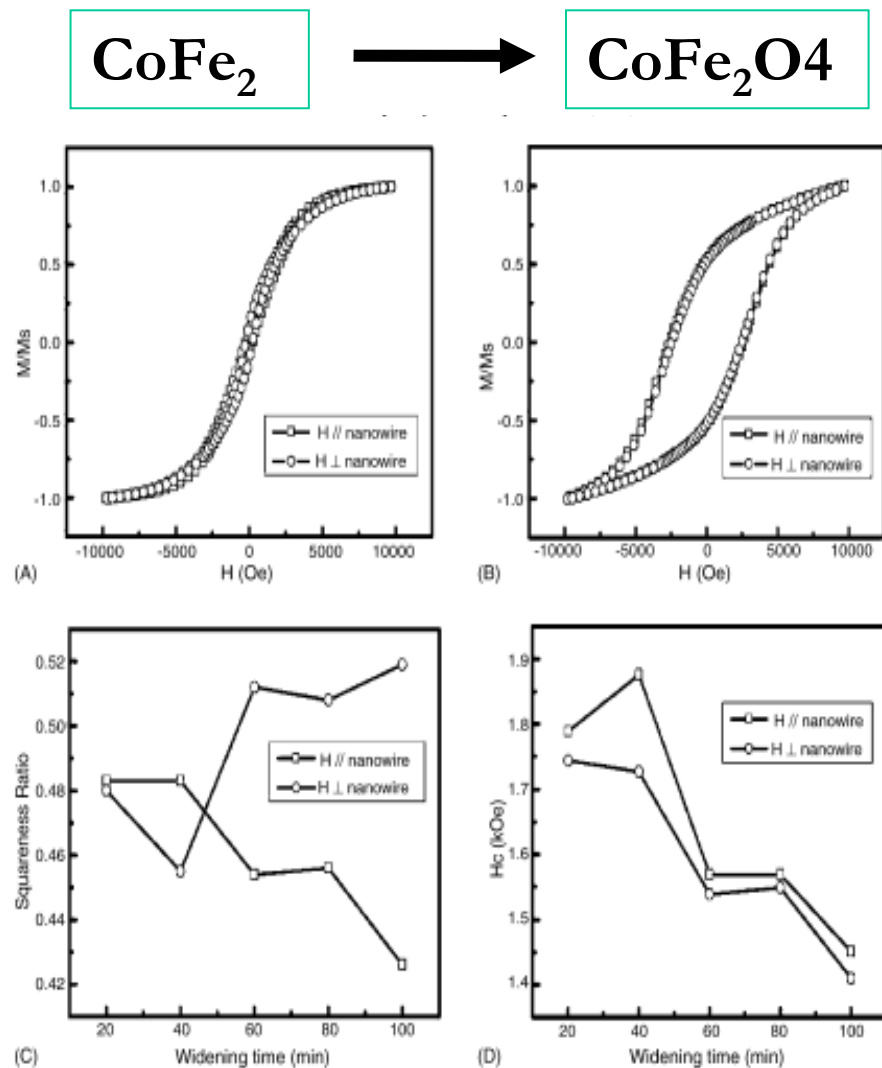 CoFe₂
CoFe₂O4
M/Ms
1.0
0.5
0.0
-0.5
-1.0
H // nanowire
H ⊥ nanowire
-10000 -5000 0 5000 10000
(A)
H (Oe)
M/Ms
1.0
0.5
0.0
-0.5
-1.0
H // nanowire
H ⊥ nanowire
-10000 -5000 0 5000 10000
(B)
H (Oe)
Squareness Ratio
0.52
0.50
0.48
0.46
0.44
0.42
H // nanowire
H ⊥ nanowire
20 40 60 80 100
(C)
Widening time (min)
Hc (kOe)
1.9
1.8
1.7
1.6
1.5
1.4
H // nanowire
H ⊥ nanowire
20 40 60 80 100
(D)
Widening time (min)